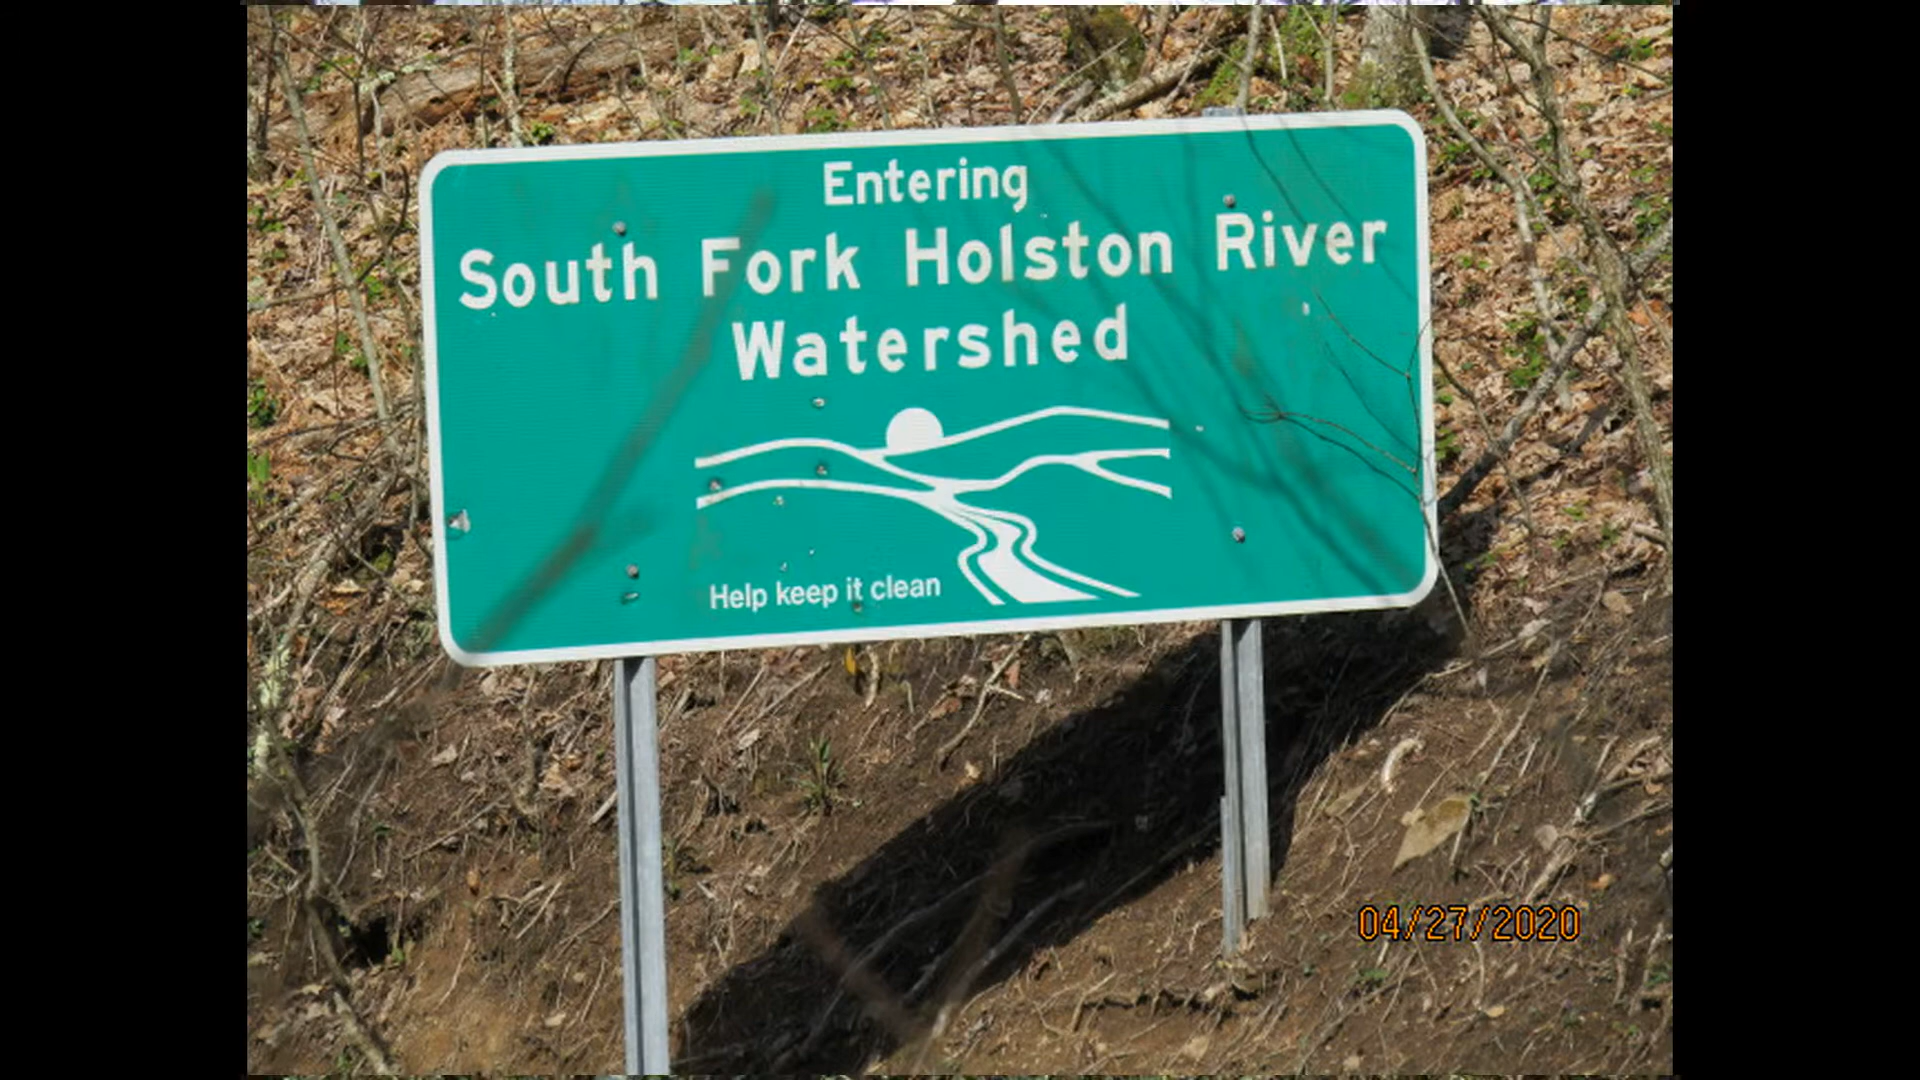 Entering
South Fork Holston River
Watershed
Help keep it clean
04/27/2020